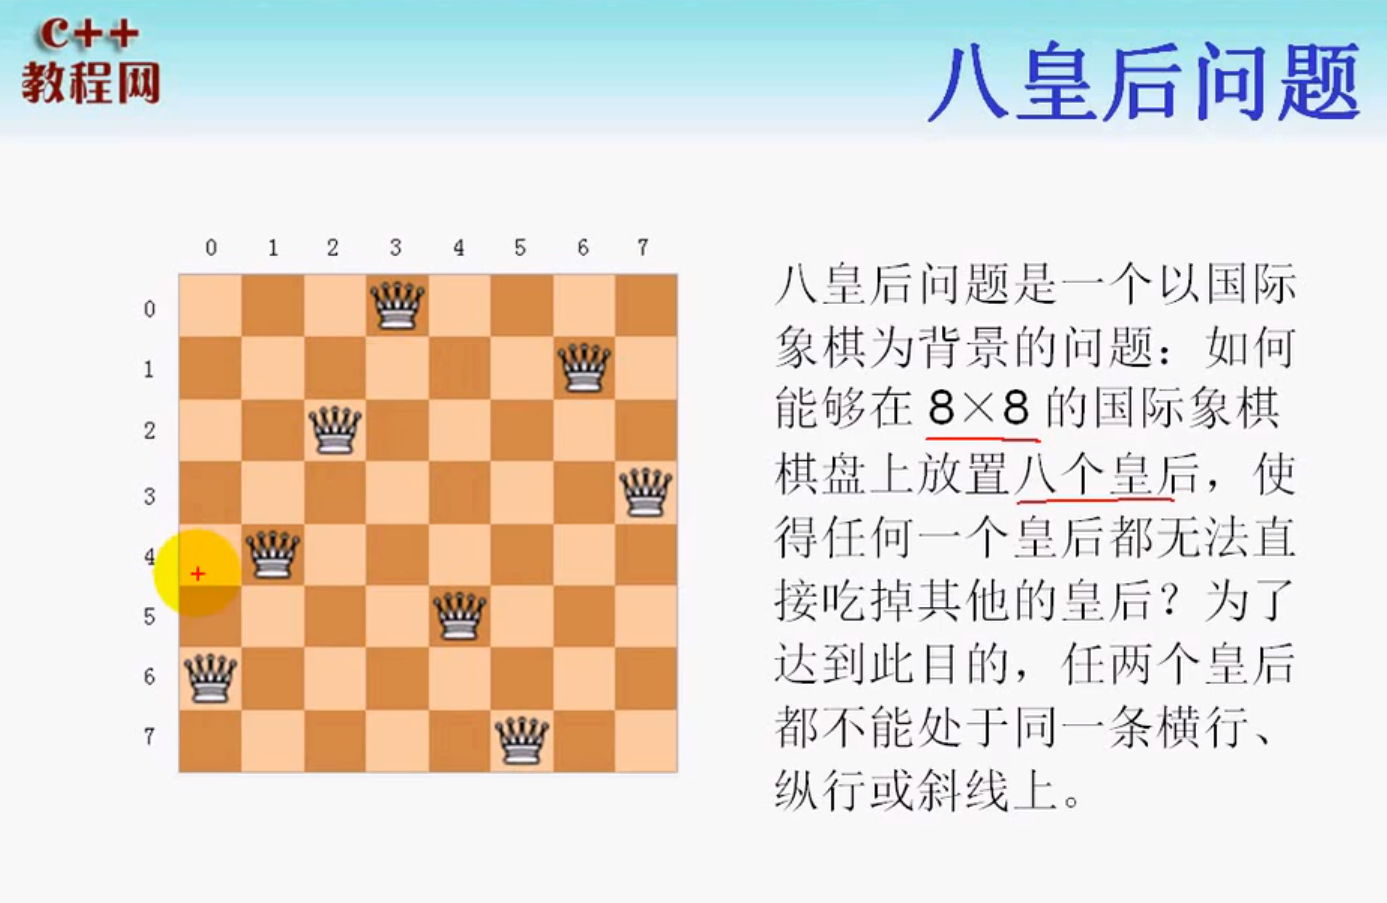 c++
教程网
八皇后问题
0 1 2 3 4 5 6 7
0
1
2
3
4
5
6
7
八皇后问题是一个以国际
象棋为背景的问题：如何
能够在 8×8 的国际象棋
棋盘上放置八个皇后，使
得任何一个皇后都无法直
接吃掉其他的皇后？为了
达到此目的，任两个皇后
都不能处于同一条横行、
纵行或斜线上。